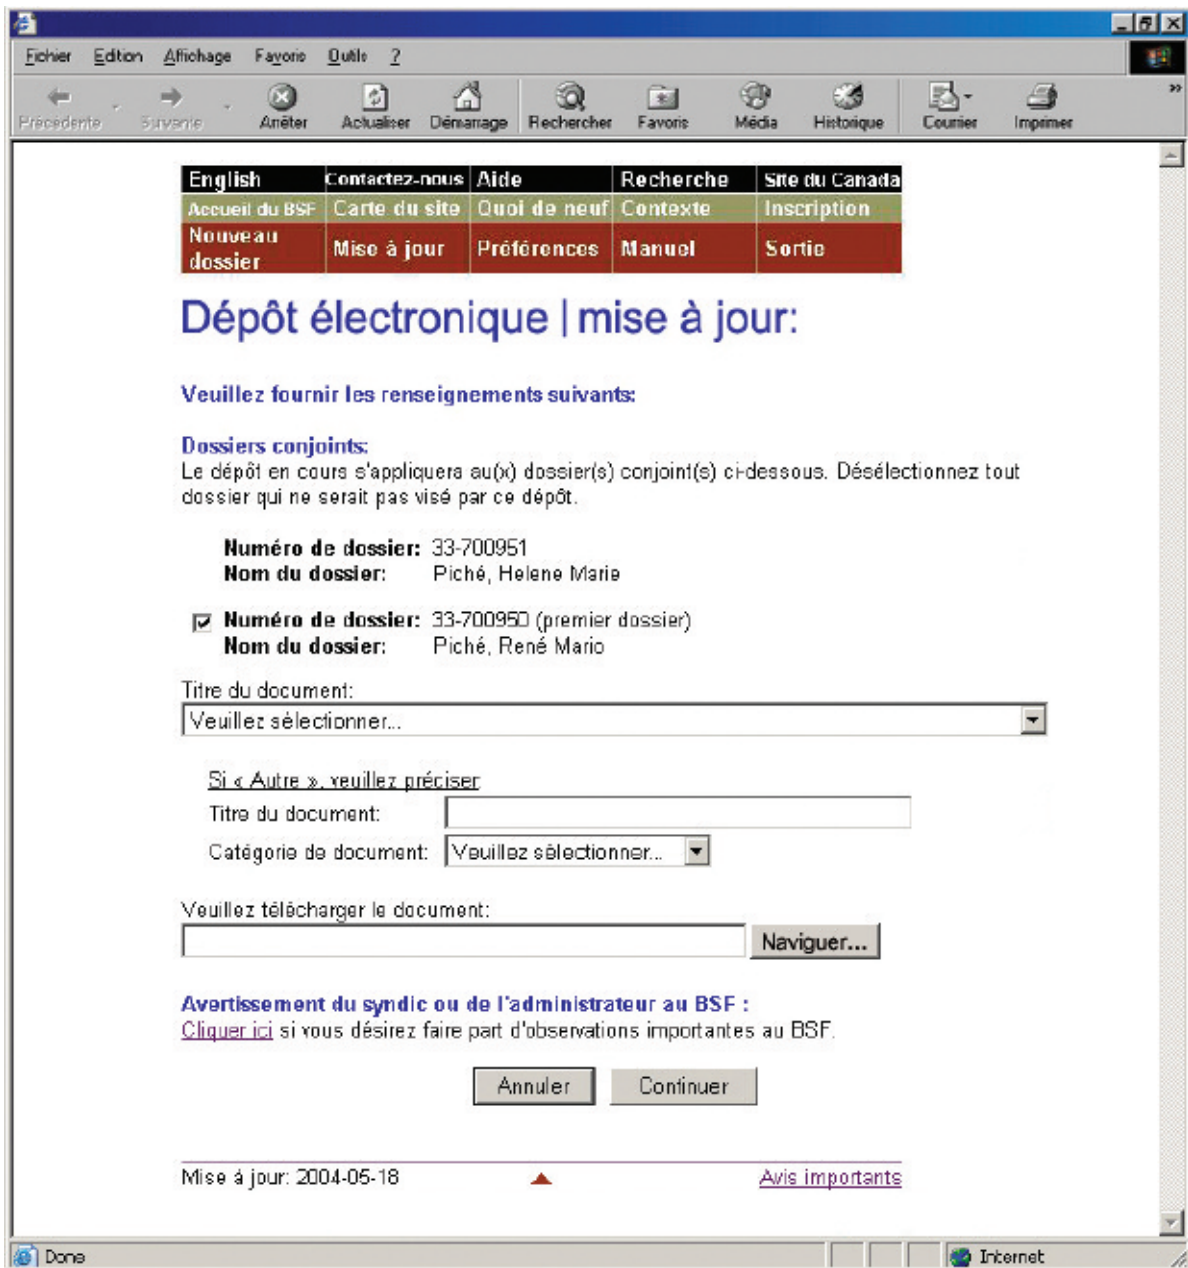 Fichier Edition Affichage Favoris Outils ?
Précédente Suivante Arrêter Actualiser Démarrage Rechercher Favoris Média Historique Courrier Imprimer
English Contactez-nous Aide Recherche Site du Canada
Accueil du BSF Carte du site Quoi de neuf Contexte Inscription
Nouveau dossier Mise à jour Préférences Manuel Sortie
Dépôt électronique | mise à jour:
Veuillez fournir les renseignements suivants:
Dossiers conjoints:
Le dépôt en cours s'appliquera au(x) dossier(s) conjoint(s) ci-dessous. Désélectionnez tout
dossier qui ne serait pas visé par ce dépôt.
Numéro de dossier: 33-700951
Nom du dossier: Piché, Helene Marie
Numéro de dossier: 33-700950 (premier dossier)
Nom du dossier: Piché, René Mario
Titre du document:
Veuillez sélectionner...
Si « Autre », veuillez préciser
Titre du document:
Catégorie de document: Veuillez sélectionner...
Veuillez télécharger le document:
Naviguer...
Avertissement du syndic ou de l'administrateur au BSF :
Cliquer ici si vous désirez faire part d'observations importantes au BSF.
Annuler Continuer
Mise à jour: 2004-05-18 Avis importants
Done Internet